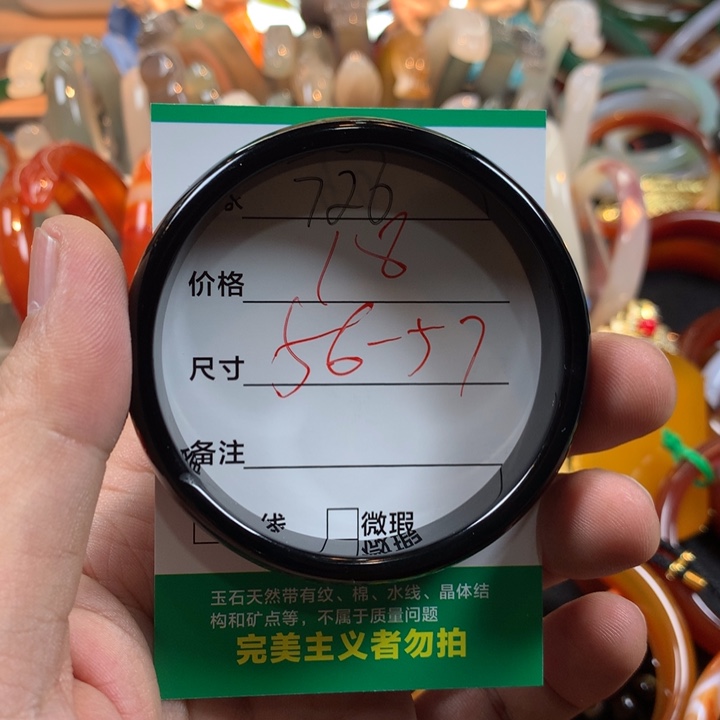 726
价格 18
尺寸 56-57
备注
线 微瑕
玉石天然带有纹、棉、水线、晶体结
构和矿点等，不属于质量问题
完美主义者勿拍